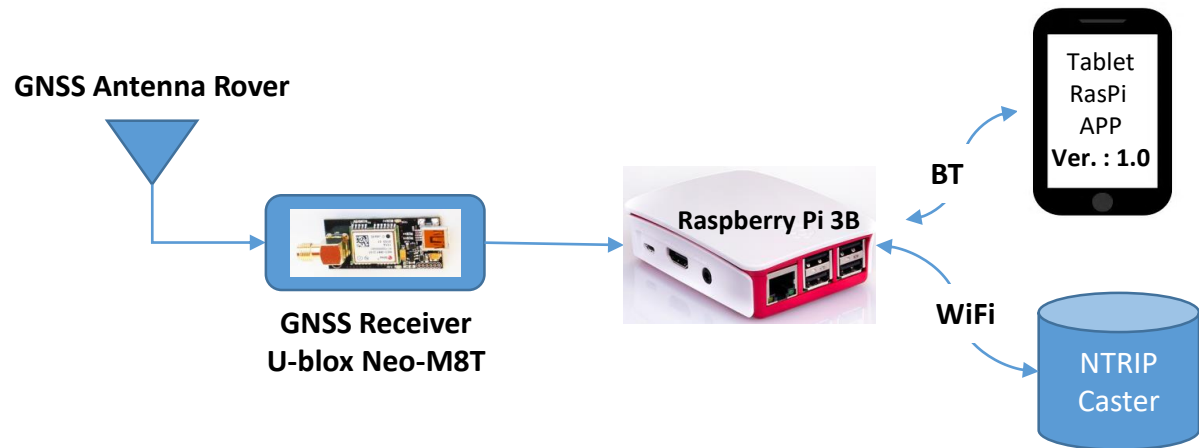 GNSS Antenna Rover
GNSS Receiver
U-blox Neo-M8T
Raspberry Pi 3B
BT
WiFi
Tablet
RasPi
APP
Ver. : 1.0
NTRIP
Caster